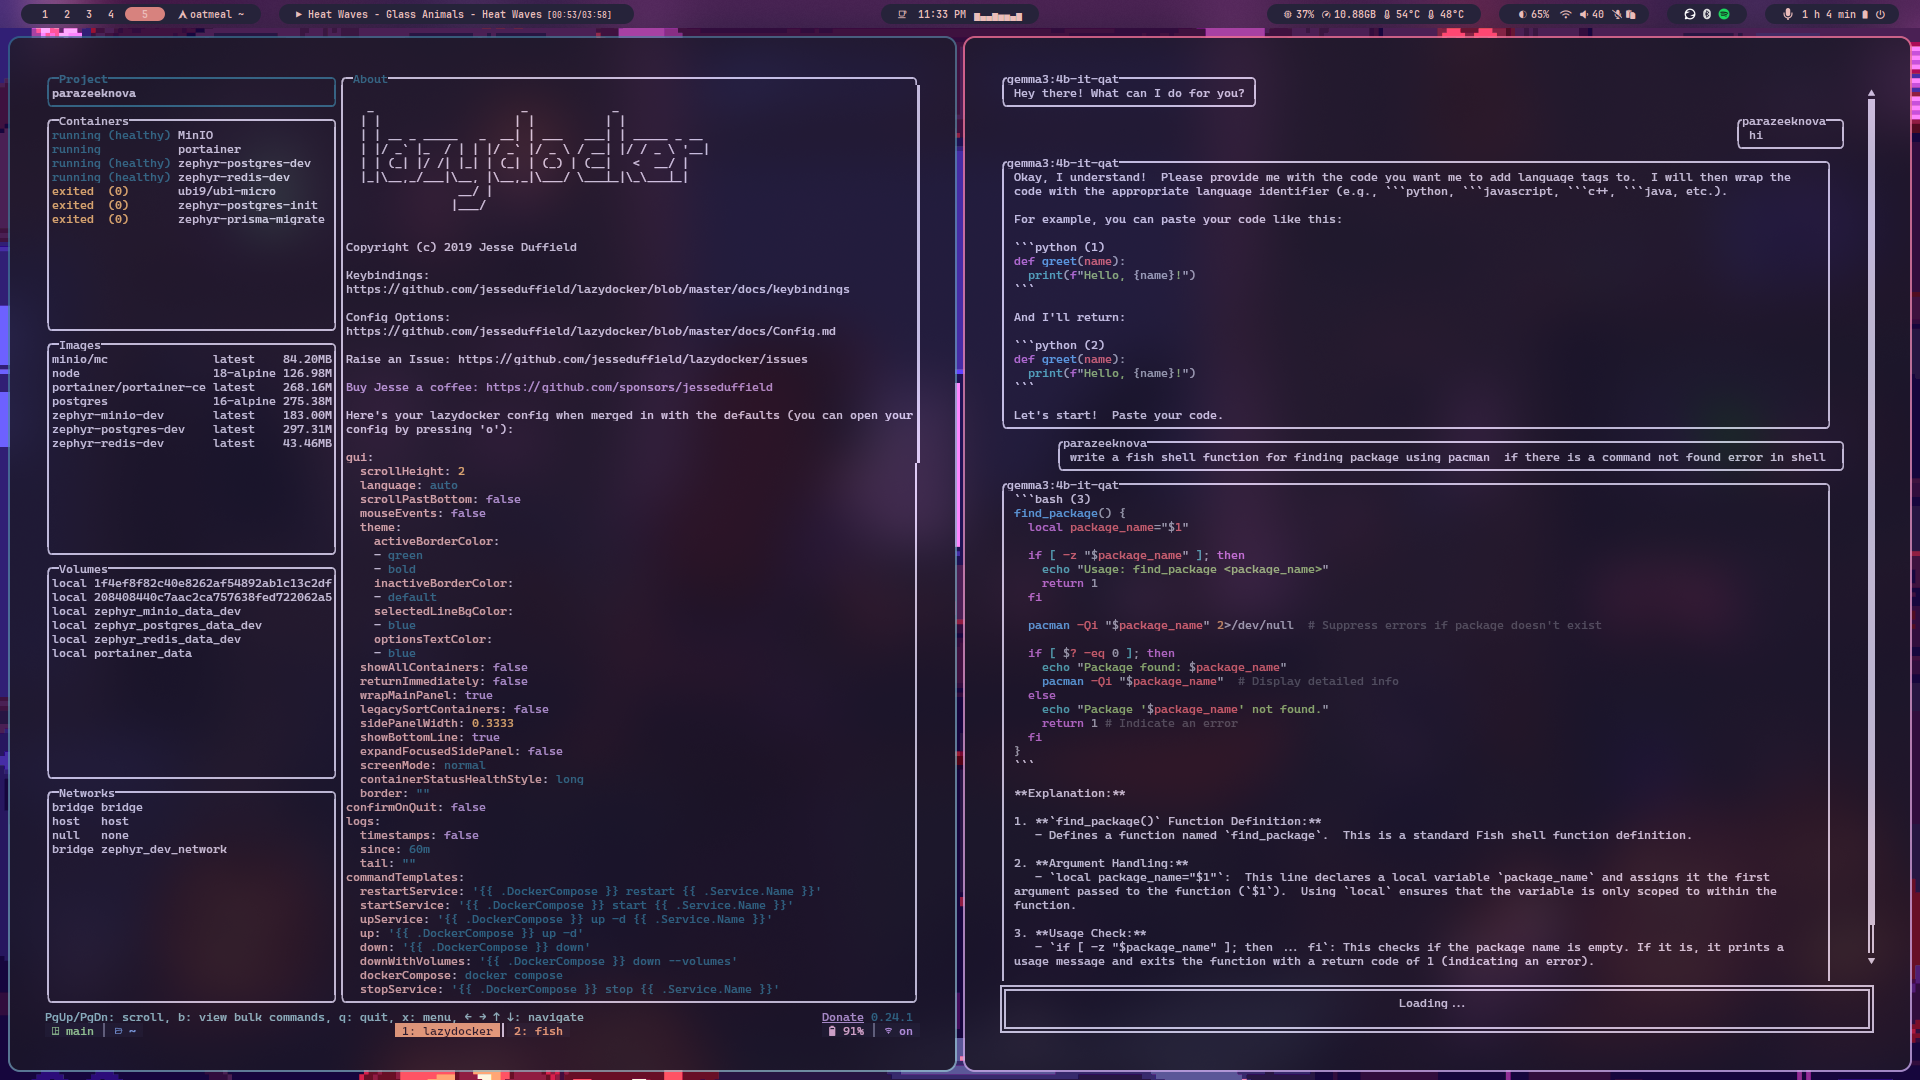 1 2 3 4 5 oatmeal ~ ▶ Heat Waves - Glass Animals - Heat Waves [00:53/03:58] 11:33 PM 37% 10.88GB 54°C 48°C 65% 40 1 h 4 min
Project
parazeeknova
Containers
running (healthy) MinIO
running portainer
running (healthy) zephyr-postgres-dev
running (healthy) zephyr-redis-dev
exited (0) ubi9/ubi-micro
exited (0) zephyr-postgres-init
exited (0) zephyr-prisma-migrate
Images
minio/mc latest 84.20MB
node 18-alpine 126.98M
portainer/portainer-ce latest 268.16M
postgres 16-alpine 275.38M
zephyr-minio-dev latest 183.00M
zephyr-postgres-dev latest 297.31M
zephyr-redis-dev latest 43.46MB
Volumes
local 1f4ef8f82c40e8262af54892ab1c13c2df
local 208408440c7aac2ca757638fed722062a5
local zephyr_minio_data_dev
local zephyr_postgres_data_dev
local zephyr_redis_data_dev
local portainer_data
Networks
bridge bridge
host host
null none
bridge zephyr_dev_network
About
lazydocker
Copyright (c) 2019 Jesse Duffield
Keybindings:
https://github.com/jesseduffield/lazydocker/blob/master/docs/keybindings
Config Options:
https://github.com/jesseduffield/lazydocker/blob/master/docs/Config.md
Raise an Issue: https://github.com/jesseduffield/lazydocker/issues
Buy Jesse a coffee: https://github.com/sponsors/jesseduffield
Here's your lazydocker config when merged in with the defaults (you can open your
config by pressing 'o'):
gui:
scrollHeight: 2
language: auto
scrollPastBottom: false
mouseEvents: false
theme:
activeBorderColor:
- green
- bold
inactiveBorderColor:
- default
selectedLineBgColor:
- blue
optionsTextColor:
- blue
showAllContainers: false
returnImmediately: false
wrapMainPanel: true
legacySortContainers: false
sidePanelWidth: 0.3333
showBottomLine: true
expandFocusedSidePanel: false
screenMode: normal
containerStatusHealthStyle: long
border: ""
confirmOnQuit: false
logs:
timestamps: false
since: 60m
tail: ""
commandTemplates:
restartService: '{{ .DockerCompose }} restart {{ .Service.Name }}'
startService: '{{ .DockerCompose }} start {{ .Service.Name }}'
upService: '{{ .DockerCompose }} up -d {{ .Service.Name }}'
up: '{{ .DockerCompose }} up -d'
down: '{{ .DockerCompose }} down'
downWithVolumes: '{{ .DockerCompose }} down --volumes'
dockerCompose: docker compose
stopService: '{{ .DockerCompose }} stop {{ .Service.Name }}'
PgUp/PgDn: scroll, b: view bulk commands, q: quit, x: menu, ← → ↑ ↓: navigate Donate 0.24.1
main ~ 1: lazydocker 2: fish 91% on
gemma3:4b-it-qat
Hey there! What can I do for you?
parazeeknova
hi
gemma3:4b-it-qat
Okay, I understand!  Please provide me with the code you want me to add language tags to.  I will then wrap the
code with the appropriate language identifier (e.g., ```python, ```javascript, ```c++, ```java, etc.).
For example, you can paste your code like this:
```python (1)
def greet(name):
print(f"Hello, {name}!")
```
And I'll return:
```python (2)
def greet(name):
print(f"Hello, {name}!")
```
Let's start!  Paste your code.
parazeeknova
write a fish shell function for finding package using pacman  if there is a command not found error in shell
gemma3:4b-it-qat
```bash (3)
find_package() {
local package_name="$1"
if [ -z "$package_name" ]; then
echo "Usage: find_package <package_name>"
return 1
fi
pacman -Qi "$package_name" 2>/dev/null  # Suppress errors if package doesn't exist
if [ $? -eq 0 ]; then
echo "Package found: $package_name"
pacman -Qi "$package_name"  # Display detailed info
else
echo "Package '$package_name' not found."
return 1 # Indicate an error
fi
}
```
**Explanation:**
1. **`find_package()` Function Definition:**
- Defines a function named `find_package`.  This is a standard Fish shell function definition.
2. **Argument Handling:**
- `local package_name="$1"`:  This line declares a local variable `package_name` and assigns it the first
argument passed to the function (`$1`).  Using `local` ensures that the variable is only scoped to within the
function.
3. **Usage Check:**
- `if [ -z "$package_name" ]; then ... fi`: This checks if the package name is empty. If it is, it prints a
usage message and exits the function with a return code of 1 (indicating an error).
Loading ...